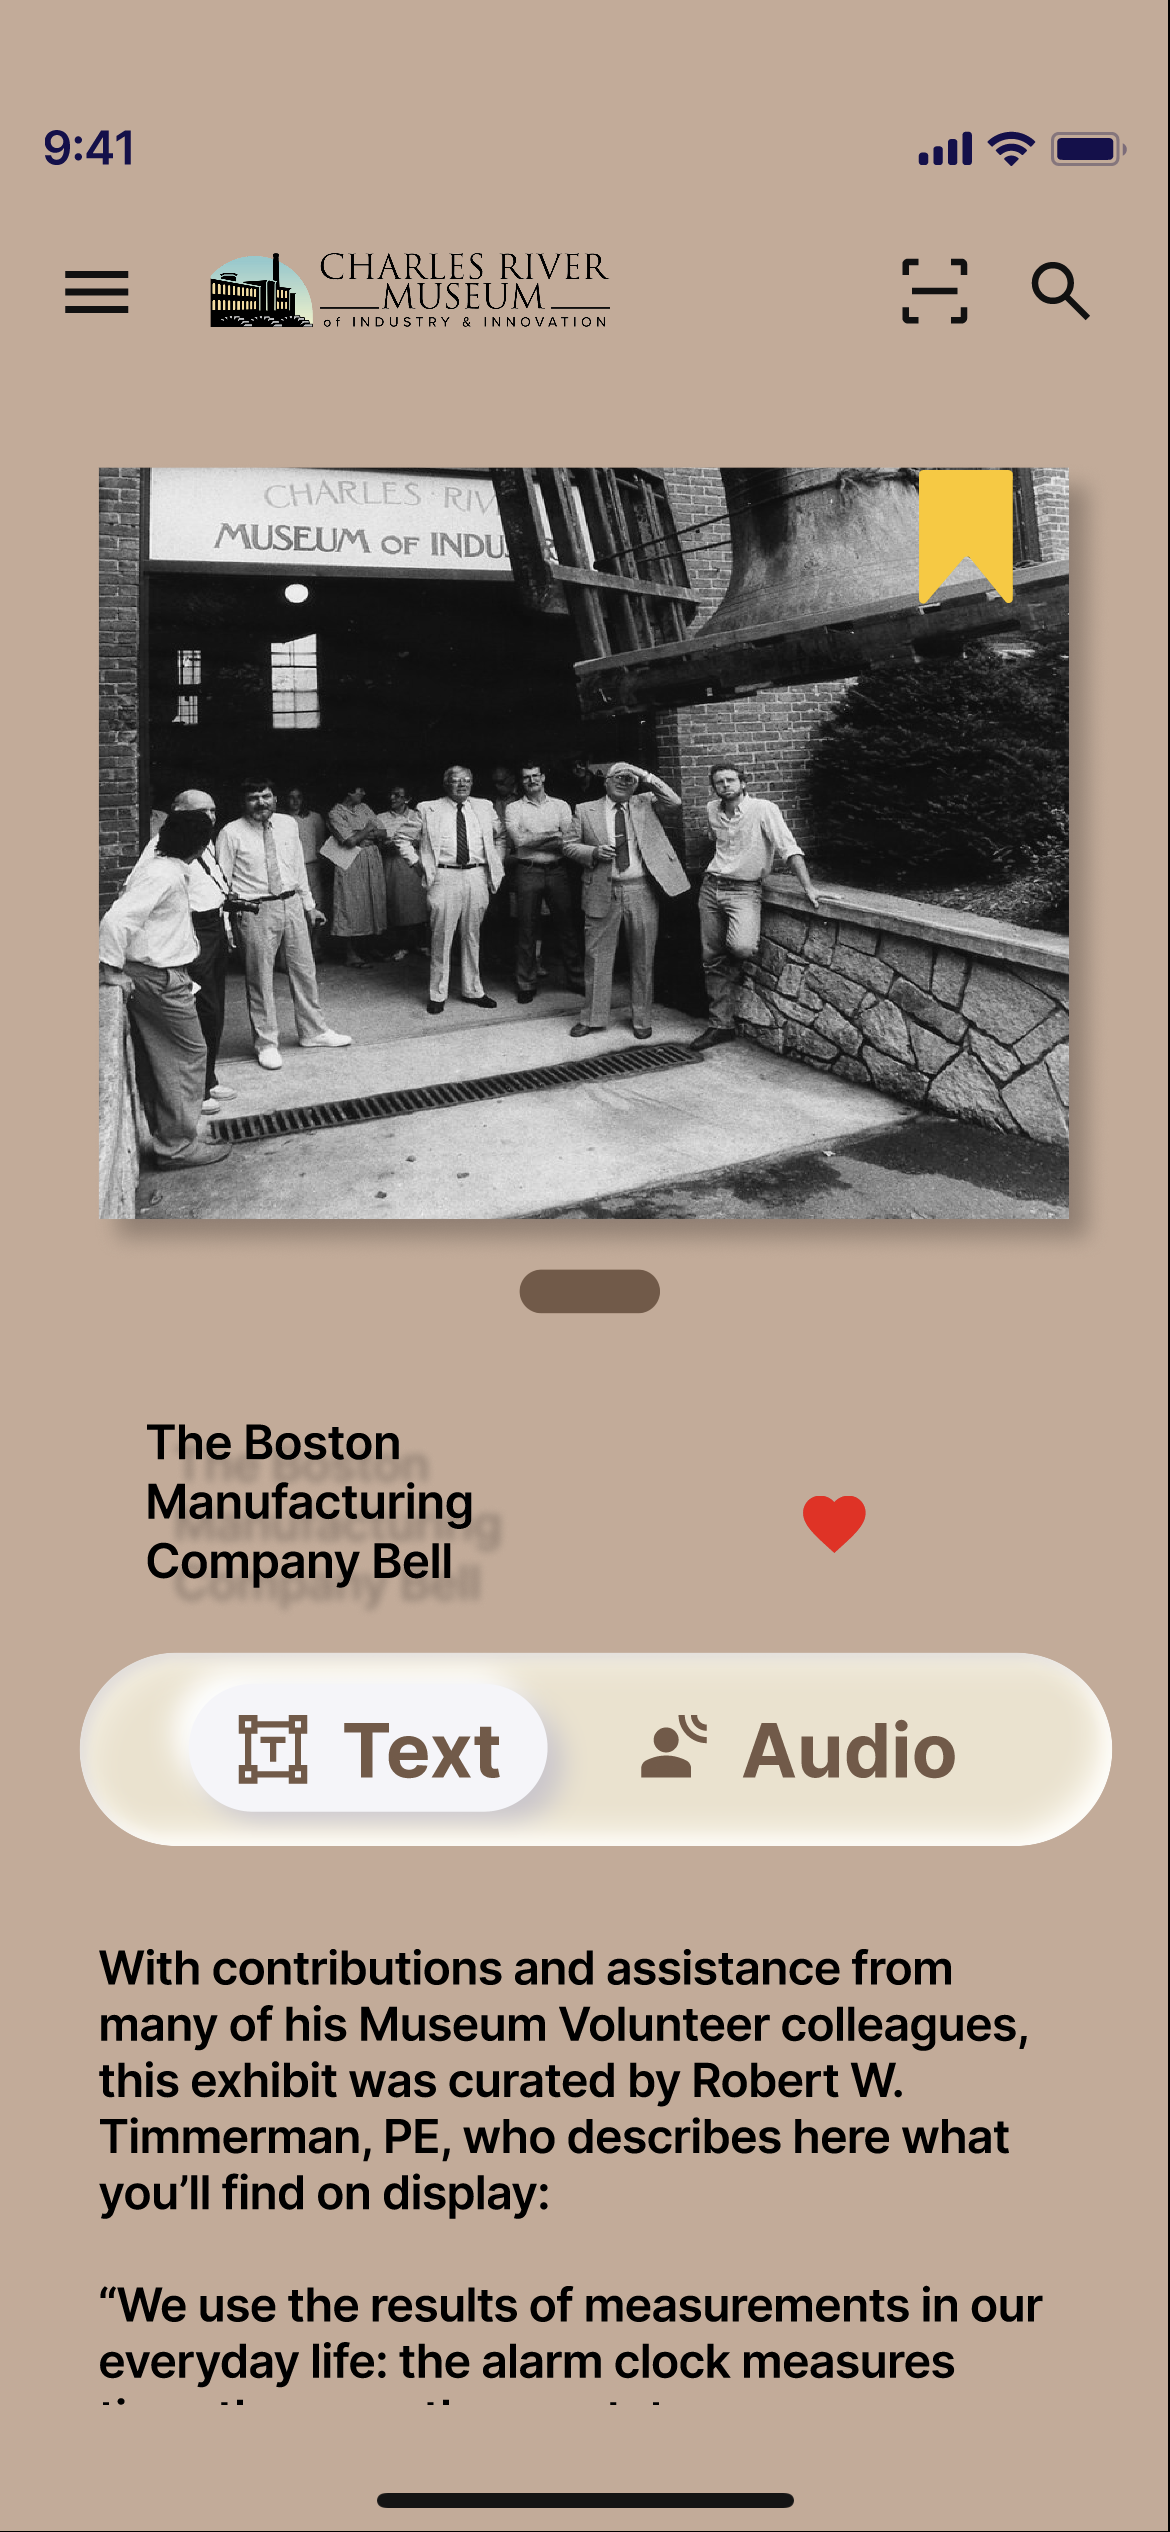 9:41
CHARLES RIVER
MUSEUM
of INDUSTRY & INNOVATION
CHARLES RIV
MUSEUM OF INDUS
The Boston
Manufacturing
Company Bell
T Text
Audio
With contributions and assistance from
many of his Museum Volunteer colleagues,
this exhibit was curated by Robert W.
Timmerman, PE, who describes here what
you’ll find on display:
“We use the results of measurements in our
everyday life: the alarm clock measures